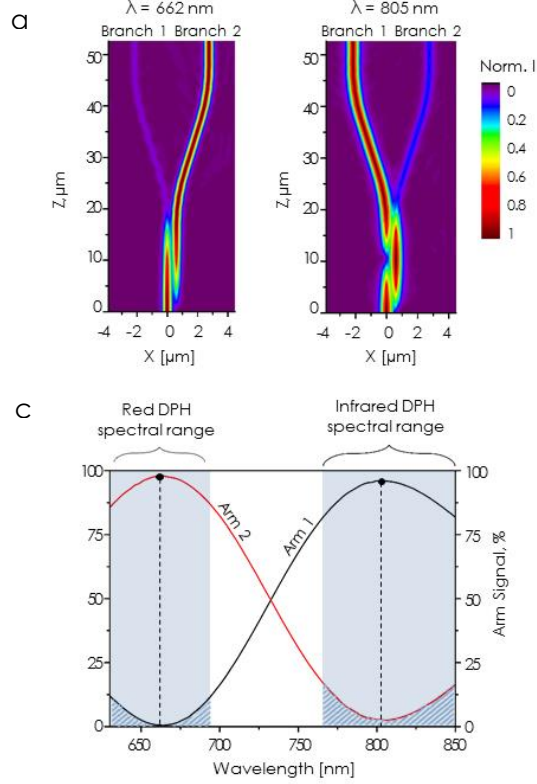 a
λ = 662 nm
λ = 805 nm
Branch 1 Branch 2
Branch 1 Branch 2
Norm. I
50
40
30
20
10
0
Z, µm
-4 -2 0 2 4
X [µm]
50
40
30
20
10
0
Z, µm
-4 -2 0 2 4
X [µm]
0
0.2
0.4
0.6
0.8
1
c
Red DPH
spectral range
Infrared DPH
spectral range
100
75
50
25
0
Arm 2
Arm 1
100
75
50
25
0
Arm Signal, %
650 700 750 800 850
Wavelength [nm]